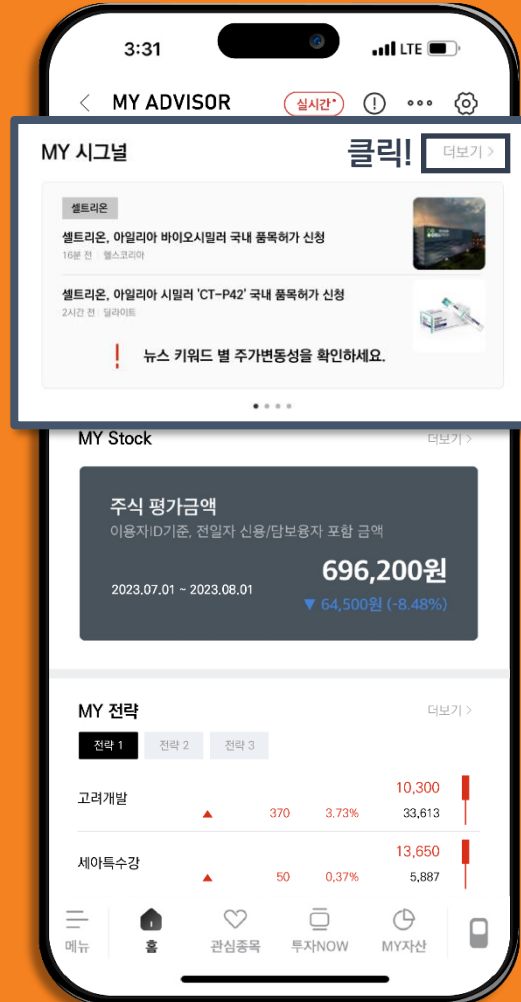 3:31
LTE
MY ADVISOR
실시간
MY 시그널
클릭!
더보기 >
셀트리온
셀트리온, 아일리아 바이오시밀러 국내 품목허가 신청
16분 전 헬스코리아
셀트리온, 아일리아 시밀러 'CT-P42' 국내 품목허가 신청
2시간 전 딜라이트
! 뉴스 키워드 별 주가변동성을 확인하세요.
MY Stock
더보기 >
주식 평가금액
이용자ID기준, 전일자 신용/담보융자 포함 금액
696,200원
2023.07.01 ~ 2023.08.01
▼ 64,500원 (-8.48%)
MY 전략
더보기 >
전략 1 전략 2 전략 3
고려개발 ▲ 370 3.73% 10,300
33,613
세아특수강 ▲ 50 0.37% 13,650
5,887
메뉴 홈 관심종목 투자NOW MY자산